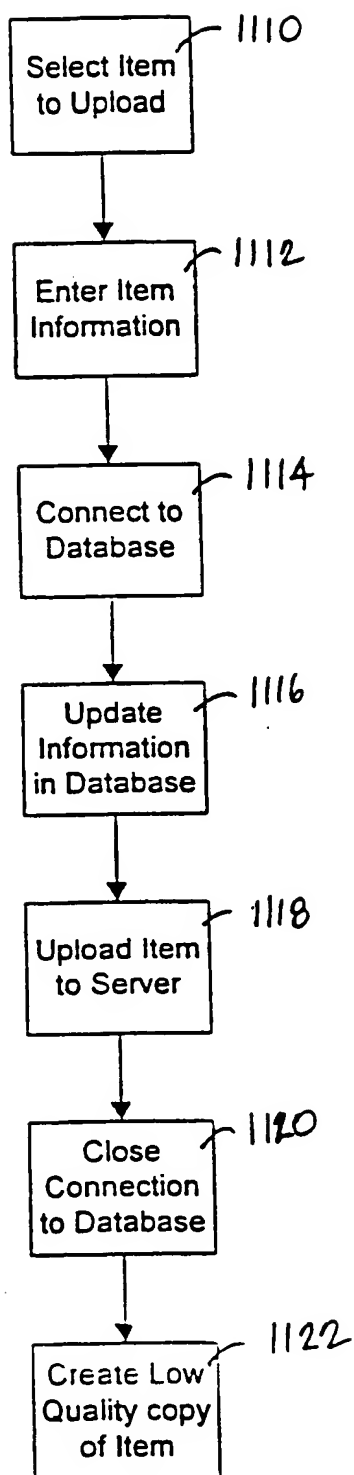 1110
Select Item
to Upload
1112
Enter Item
Information
1114
Connect to
Database
1116
Update
Information
in Database
1118
Upload Item
to Server
1120
Close
Connection
to Database
1122
Create Low
Quality copy
of Item